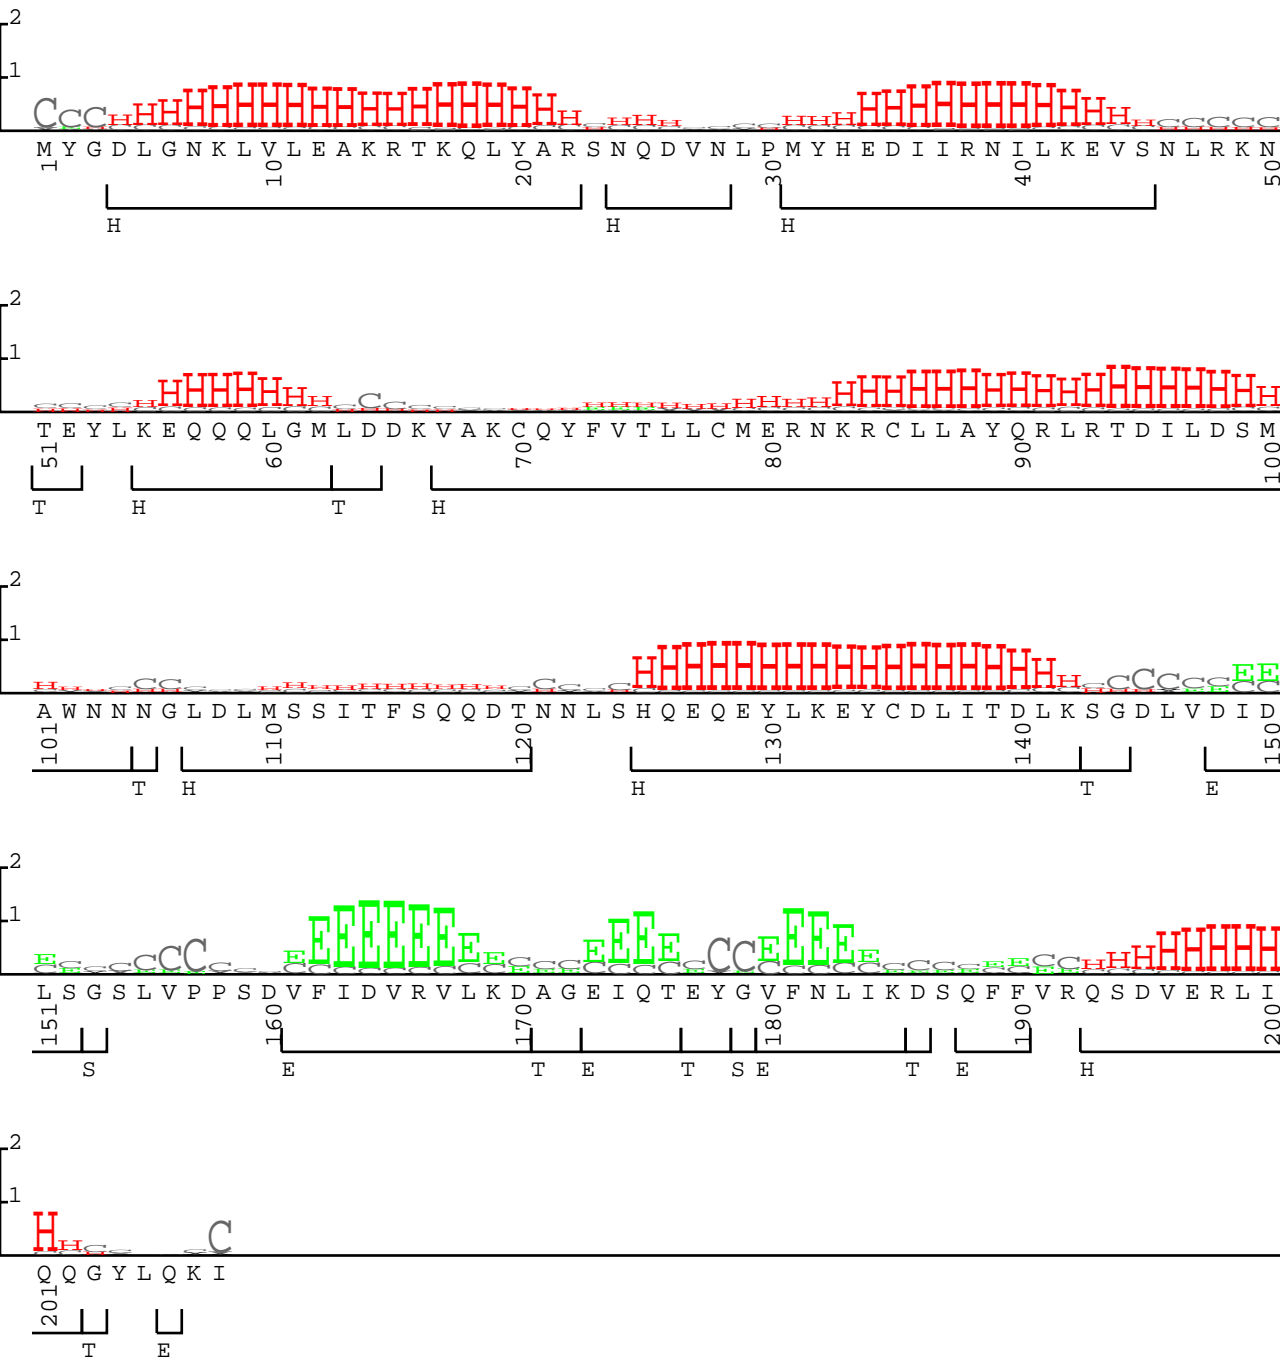 2
1
M Y G D L G N K L V L E A K R T K Q L Y A R S N Q D V N L P M Y H E D I I R N I L K E V S N L R K N
1 10 20 30 40 50
H H H
2
1
T E Y L K E Q Q Q L G M L D D K V A K C Q Y F V T L L C M E R N K R C L L A Y Q R L R T D I L D S M
51 60 70 80 90 100
T H T H
2
1
A W N N N G L D L M S S I T F S Q Q D T N N L S H Q E Q E Y L K E Y C D L I T D L K S G D L V D I D
101 110 120 130 140 150
T H H T E
2
1
L S G S L V P P S D V F I D V R V L K D A G E I Q T E Y G V F N L I K D S Q F F V R Q S D V E R L I
151 160 170 180 190 200
S E T E T S E T E H
2
1
Q Q G Y L Q K I
201
T E